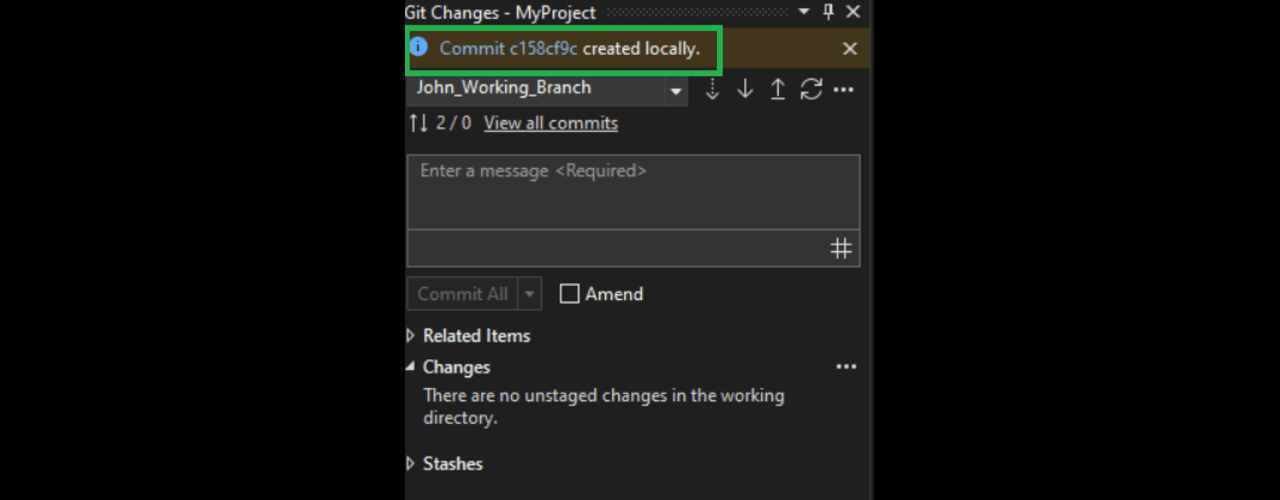 Git Changes - MyProject
Commit c158cf9c created locally.
John_Working_Branch
2 / 0 View all commits
Enter a message <Required>
Commit All
Amend
Related Items
Changes
There are no unstaged changes in the working
directory.
Stashes